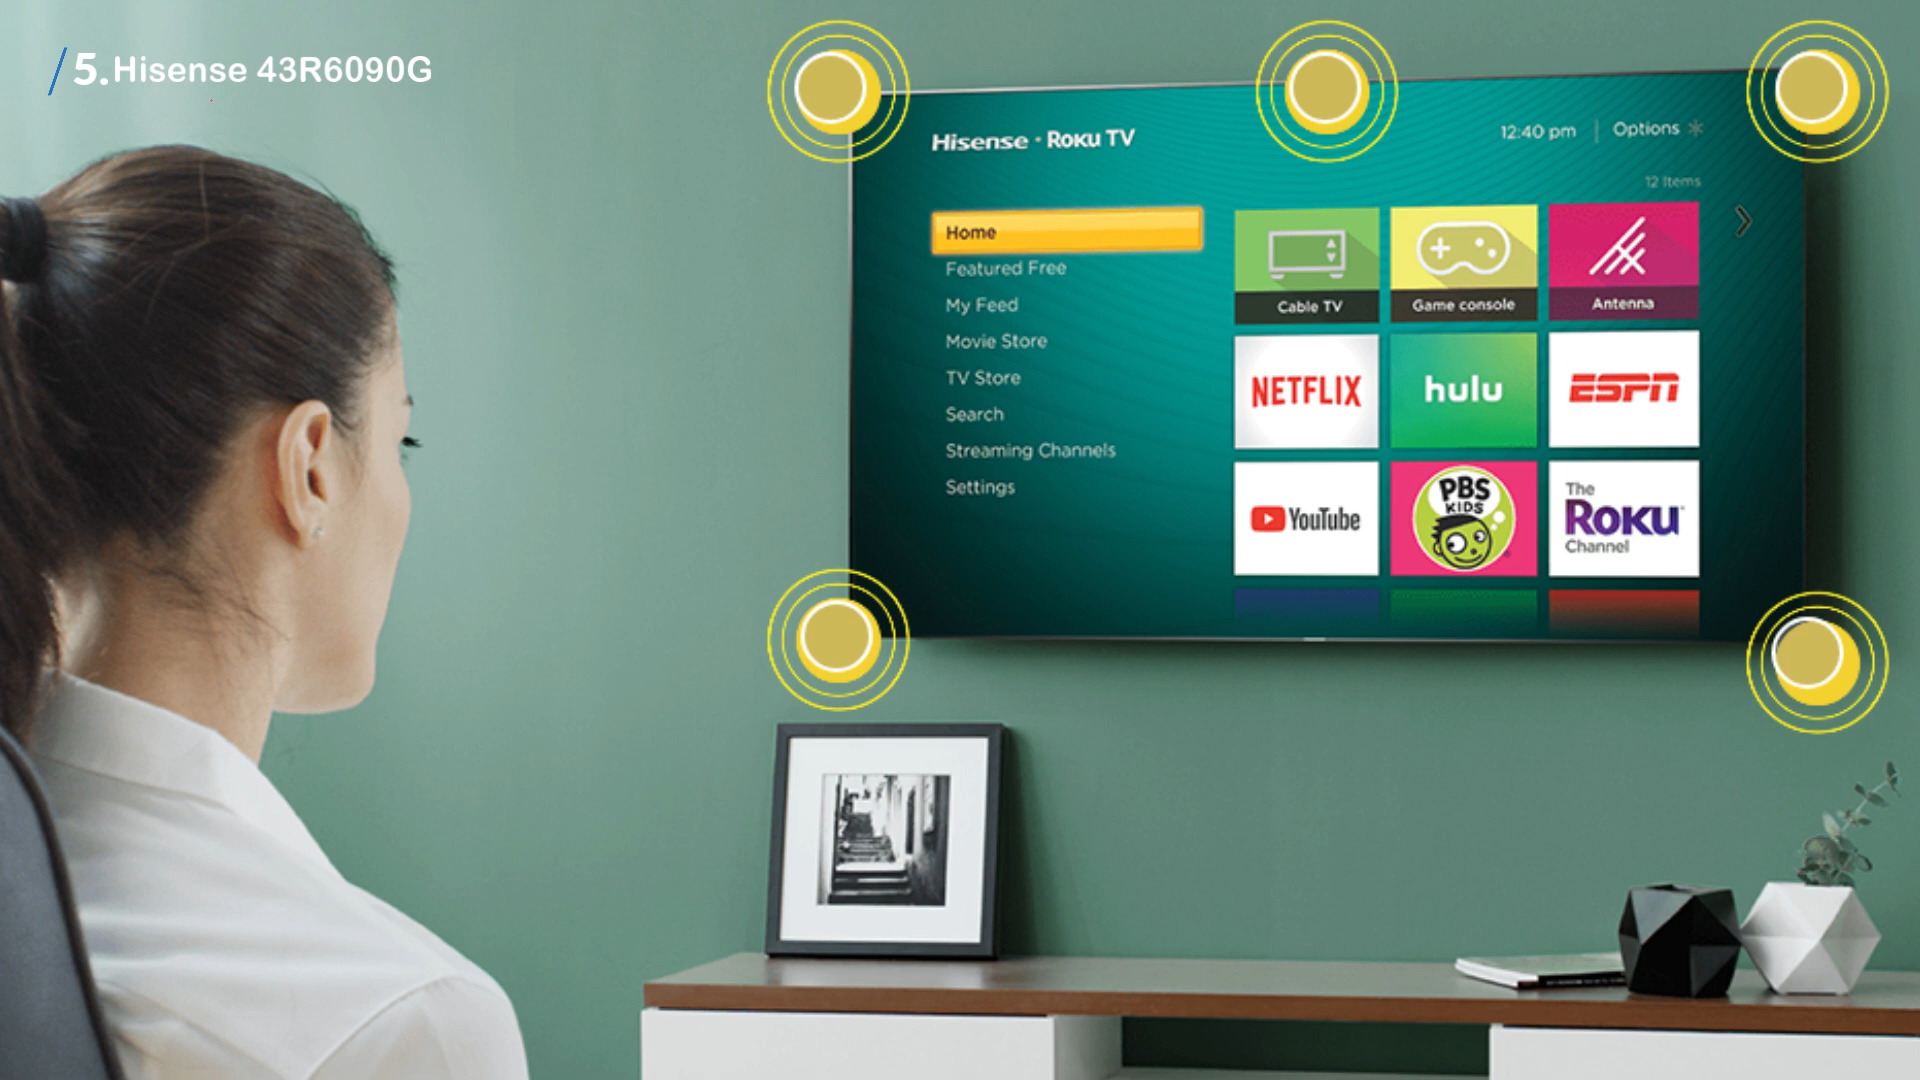 5. Hisense 43R6090G
Hisense • Roku TV
12:40 pm | Options
12 Items
Home
Featured Free
My Feed
Movie Store
TV Store
Search
Streaming Channels
Settings
Cable TV
Game console
Antenna
NETFLIX
hulu
ESPN
YouTube
PBS
KIDS
The
Roku
Channel